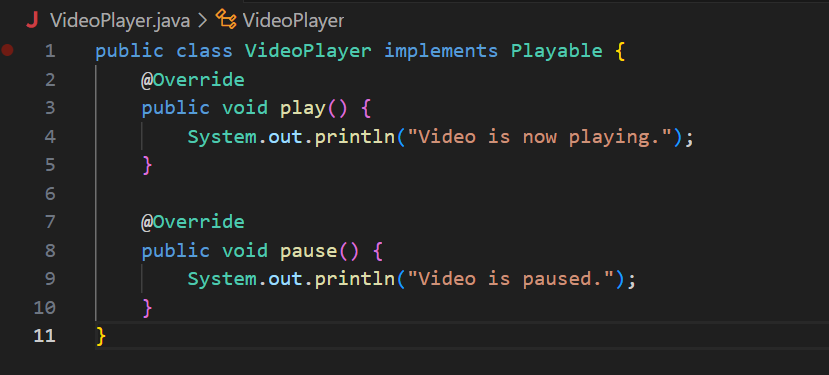 J VideoPlayer.java > VideoPlayer
1 public class VideoPlayer implements Playable {
2     @Override
3     public void play() {
4         System.out.println("Video is now playing.");
5     }
6
7     @Override
8     public void pause() {
9         System.out.println("Video is paused.");
10     }
11 }